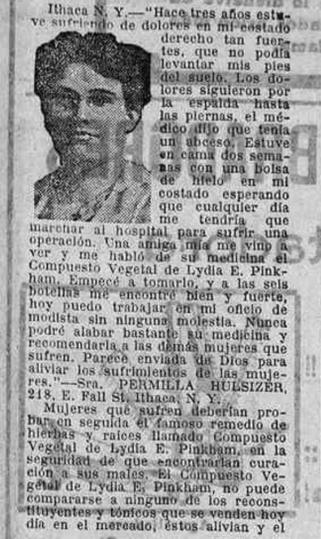 Ithaca N. Y.—"Hace tres años estu-
ve sufriendo de dolores en mi costado
derecho tan fuer-
tes, que no podía
levantar mis pies
del suelo. Los do-
lores siguieron por
la espalda hasta
las piernas, el mé-
dico dijo que tenía
un abceso. Estuve
en cama dos sema-
nas con una bolsa
de hielo en mi
costado esperando
que cualquier día
me tendría que
marchar al hospital para sufrir una
operación. Una amiga mía me vino a
ver y me habló de su medicina el
Compuesto Vegetal de Lydia E. Pink-
ham. Empecé a tomarlo, y a las seis
botellas me encontré bien y fuerte,
hoy puedo trabajar en mi oficio de
modista sin ninguna molestia. Nunca
podré alabar bastante su medicina y
recomendarla a las demás mujeres que
sufren. Parece enviada de Dios para
aliviar los sufrimientos de las muje-
res."—Sra. PERMILLA HULSIZER,
218, E. Fall St. Ithaca, N. Y.
Mujeres que sufren deberían pro-
bar en seguida el famoso remedio de
hierbas y raíces llamado Compuesto
Vegetal de Lydia E. Pinkham, en la
seguridad de que encontrarían cura-
ción a sus males. El Compuesto Ve-
getal de Lydia E. Pinkham, no puede
compararse a ninguno de los recons-
tituyentes y tónicos que se venden hoy
día en el mercado, éstos alivian y el